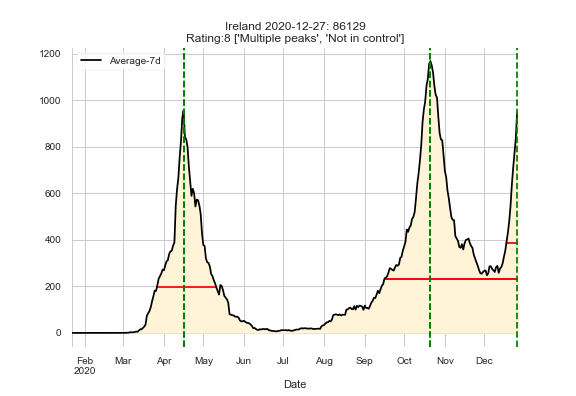 Ireland 2020-12-27: 86129
Rating:8 ['Multiple peaks', 'Not in control']
Average-7d
1200
1000
800
600
400
200
0
Feb Mar Apr May Jun Jul Aug Sep Oct Nov Dec
2020
Date